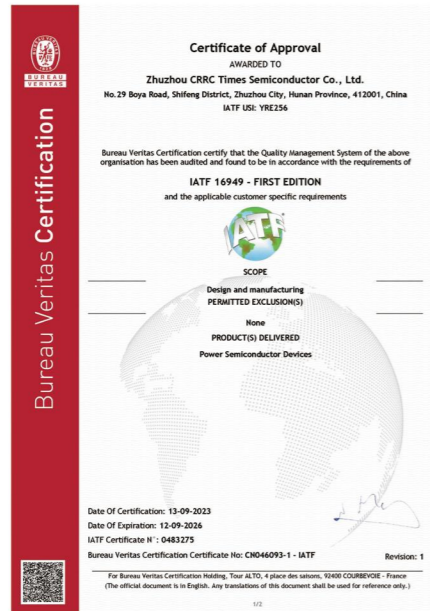 BUREAU
VERITAS
Bureau Veritas Certification
Certificate of Approval
AWARDED TO
Zhuzhou CRRC Times Semiconductor Co., Ltd.
No.29 Boya Road, Shifeng District, Zhuzhou City, Hunan Province, 412001, China
IATF USI: YRE256
Bureau Veritas Certification certify that the Quality Management System of the above
organisation has been audited and found to be in accordance with the requirements of
IATF 16949 - FIRST EDITION
and the applicable customer specific requirements
IATF
SCOPE
Design and manufacturing
PERMITTED EXCLUSION(S)
None
PRODUCT(S) DELIVERED
Power Semiconductor Devices
Date Of Certification: 13-09-2023
Date Of Expiration: 12-09-2026
IATF Certificate N°: 0483275
Bureau Veritas Certification Certificate No: CN046093-1 - IATF
Revision: 1
For Bureau Veritas Certification Holding, Tour ALTO, 4 place des saisons, 92400 COURBEVOIE - France
(The official document is in English. Any translations of this document shall be used for reference only.)
1/2